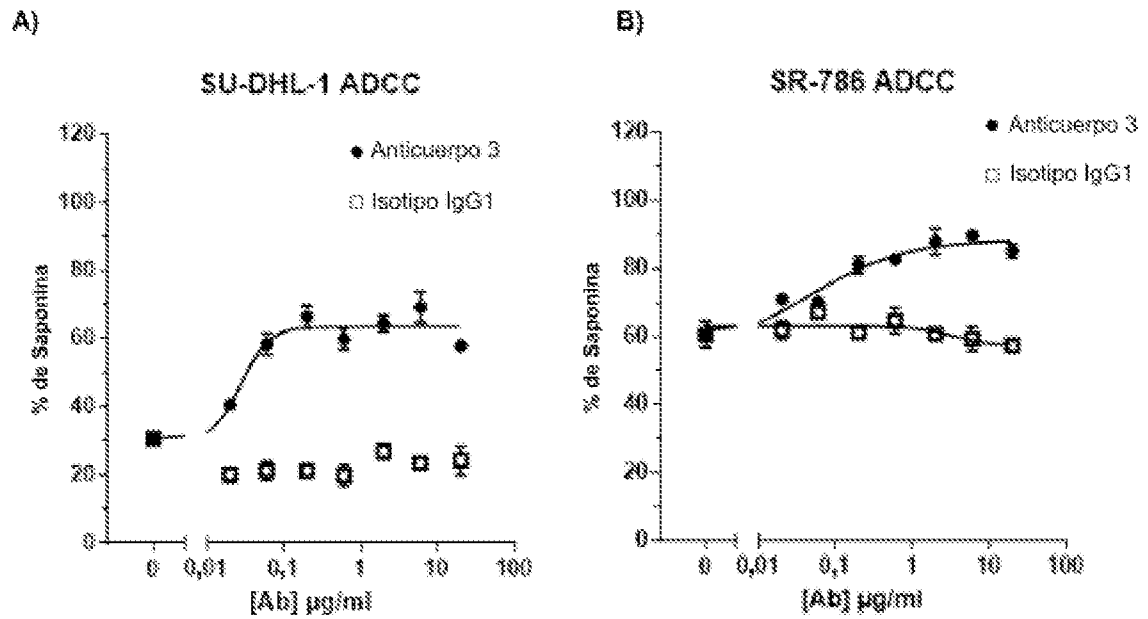 A)
SU-DHL-1 ADCC
Anticuerpo 3
Isotipo IgG1
% de Saponina
120
100
80
60
40
20
0
0
0,01
0,1
1
10
100
[Ab] µg/ml
B)
SR-786 ADCC
Anticuerpo 3
Isotipo IgG1
% de Saponina
120
100
80
60
40
20
0
0
0,01
0,1
1
10
100
[Ab] µg/ml